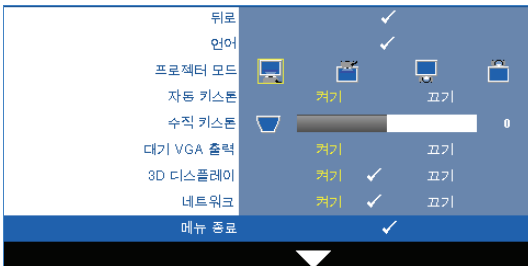 뒤로
언어
프로젝터 모드
자동 키스톤 켜기 끄기
수직 키스톤 0
대기 VGA 출력 켜기 끄기
3D 디스플레이 켜기 끄기
네트워크 켜기 끄기
메뉴 종료